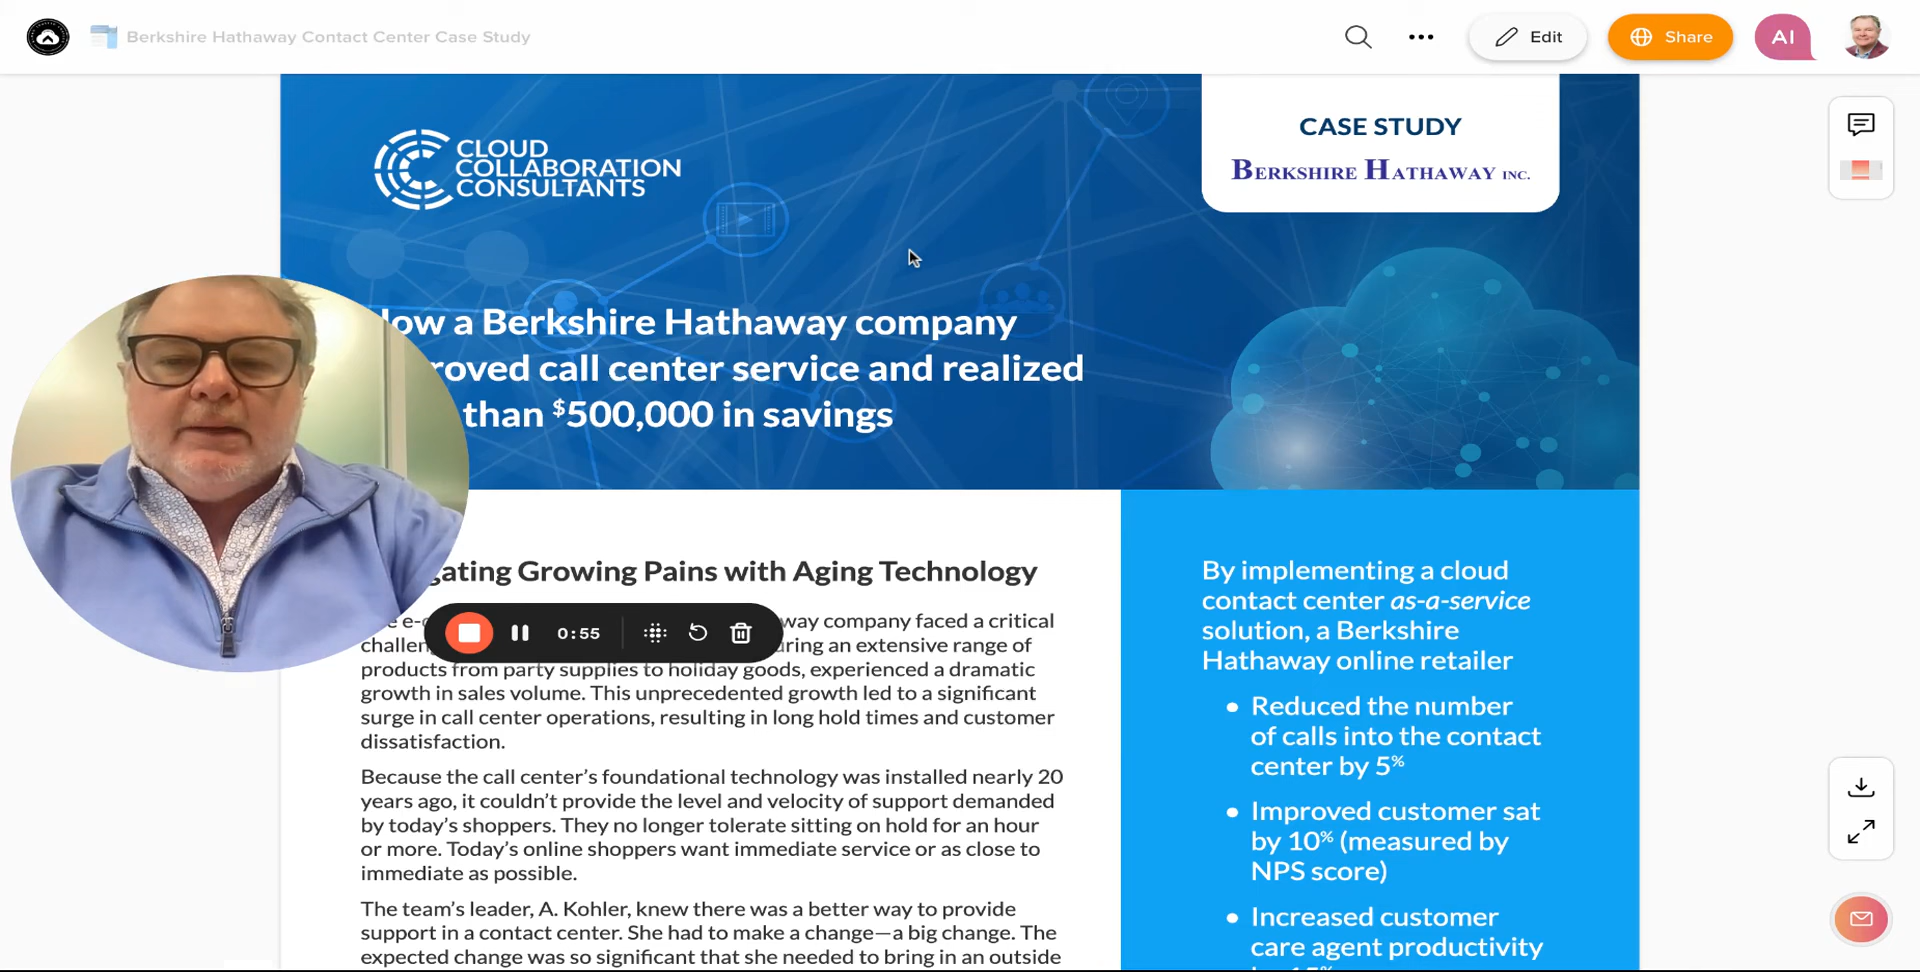 Berkshire Hathaway Contact Center Case Study
Edit
Share
AI
CLOUD
COLLABORATION
CONSULTANTS
CASE STUDY
BERKSHIRE HATHAWAY INC.
a Berkshire Hathaway company
call center service and realized
than $500,000 in savings
Growing Pains with Aging Technology
company faced a critical
an extensive range of
products from party supplies to holiday goods, experienced a dramatic
growth in sales volume. This unprecedented growth led to a significant
surge in call center operations, resulting in long hold times and customer
dissatisfaction.
Because the call center’s foundational technology was installed nearly 20
years ago, it couldn’t provide the level and velocity of support demanded
by today’s shoppers. They no longer tolerate sitting on hold for an hour
or more. Today’s online shoppers want immediate service or as close to
immediate as possible.
The team’s leader, A. Kohler, knew there was a better way to provide
support in a contact center. She had to make a change—a big change. The
expected change was so significant that she needed to bring in an outside
0:55
By implementing a cloud
contact center as-a-service
solution, a Berkshire
Hathaway online retailer
• Reduced the number
of calls into the contact
center by 5%
• Improved customer sat
by 10% (measured by
NPS score)
• Increased customer
care agent productivity